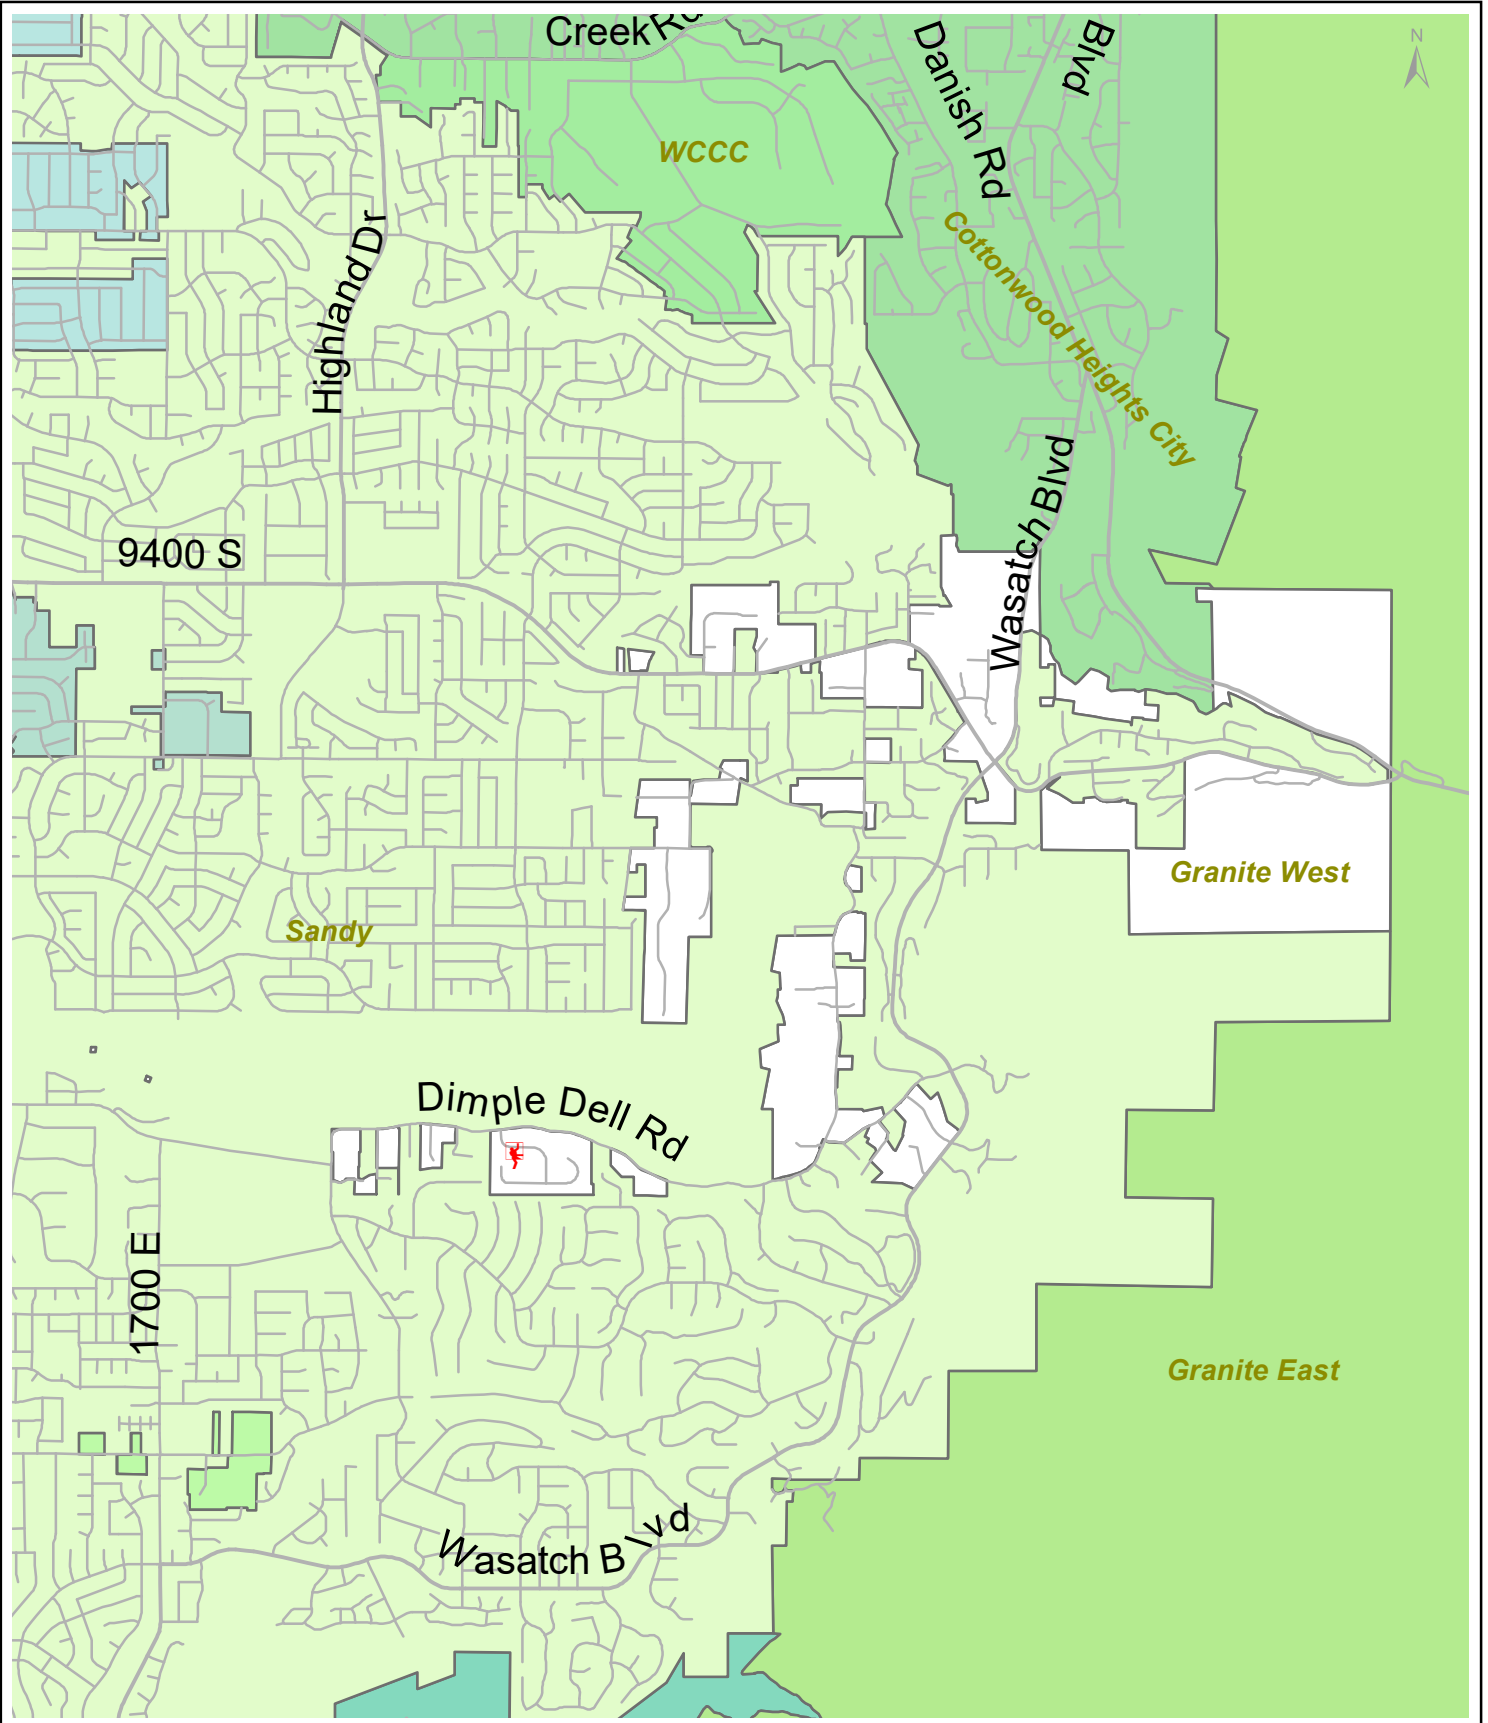 Creek Rd
Danish Rd
Blvd
N
WCCC
Cottonwood Heights City
Highland Dr
Wasatch Blvd
9400 S
Granite West
Sandy
Dimple Dell Rd
1700 E
Granite East
Wasatch Blvd